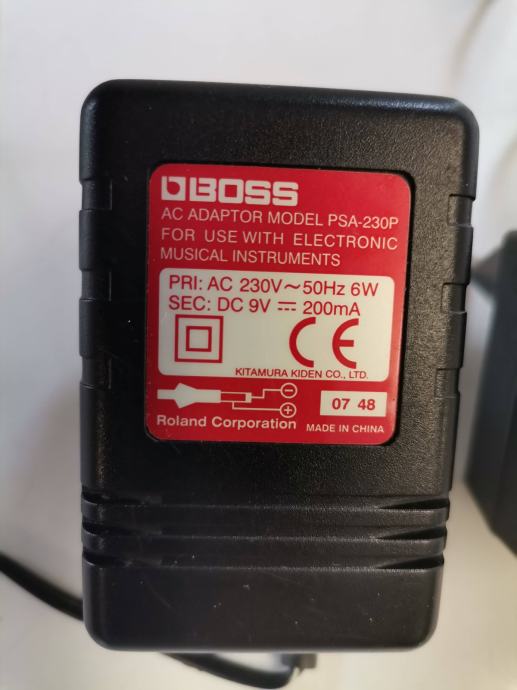 BOSS
AC ADAPTOR MODEL PSA-230P
FOR USE WITH ELECTRONIC
MUSICAL INSTRUMENTS
PRI: AC 230V～50Hz 6W
SEC: DC 9V ⎓ 200mA
CE
KITAMURA KIDEN CO., LTD.
07 48
Roland Corporation MADE IN CHINA